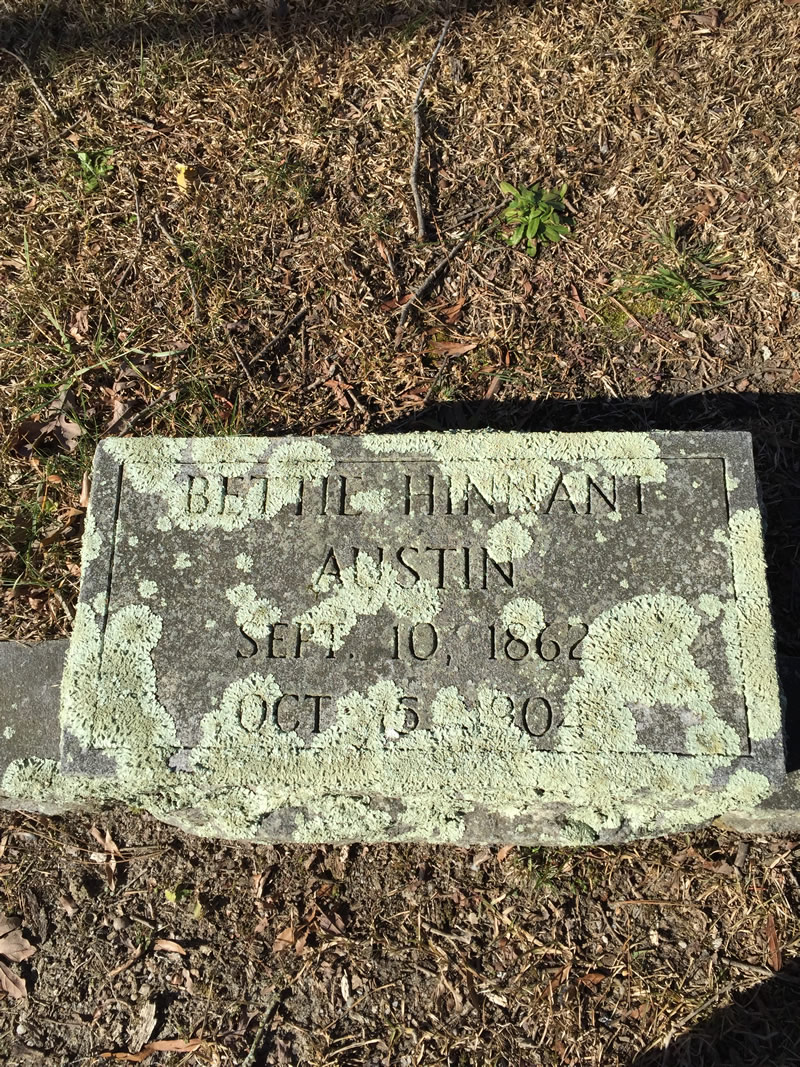 BETTIE HINNANT
AUSTIN
SEPT. 10, 1862
OCT